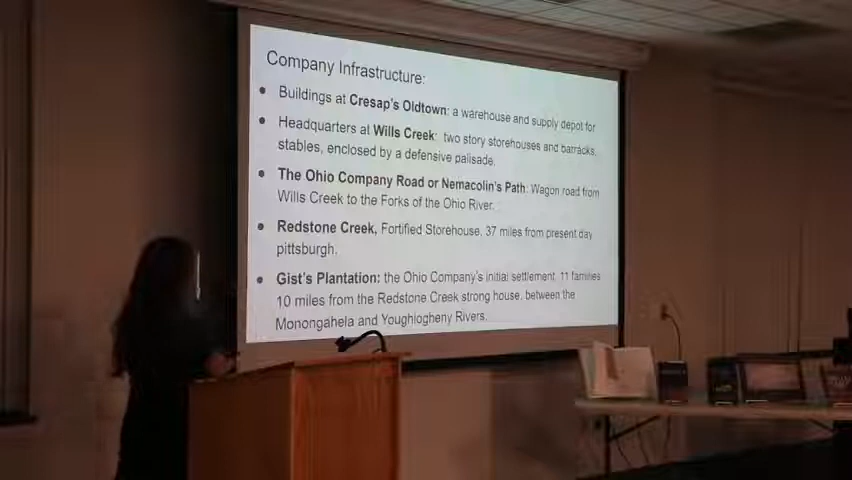 Company Infrastructure:
• Buildings at Cresap's Oldtown: a warehouse and supply depot for
• Headquarters at Wills Creek: two story storehouses and barracks,
stables, enclosed by a defensive palisade.
• The Ohio Company Road or Nemacolin's Path: Wagon road from
Wills Creek to the Forks of the Ohio River.
• Redstone Creek, Fortified Storehouse, 37 miles from present day
pittsburgh.
• Gist's Plantation: the Ohio Company's initial settlement, 11 families
10 miles from the Redstone Creek strong house, between the
Monongahela and Youghiogheny Rivers.